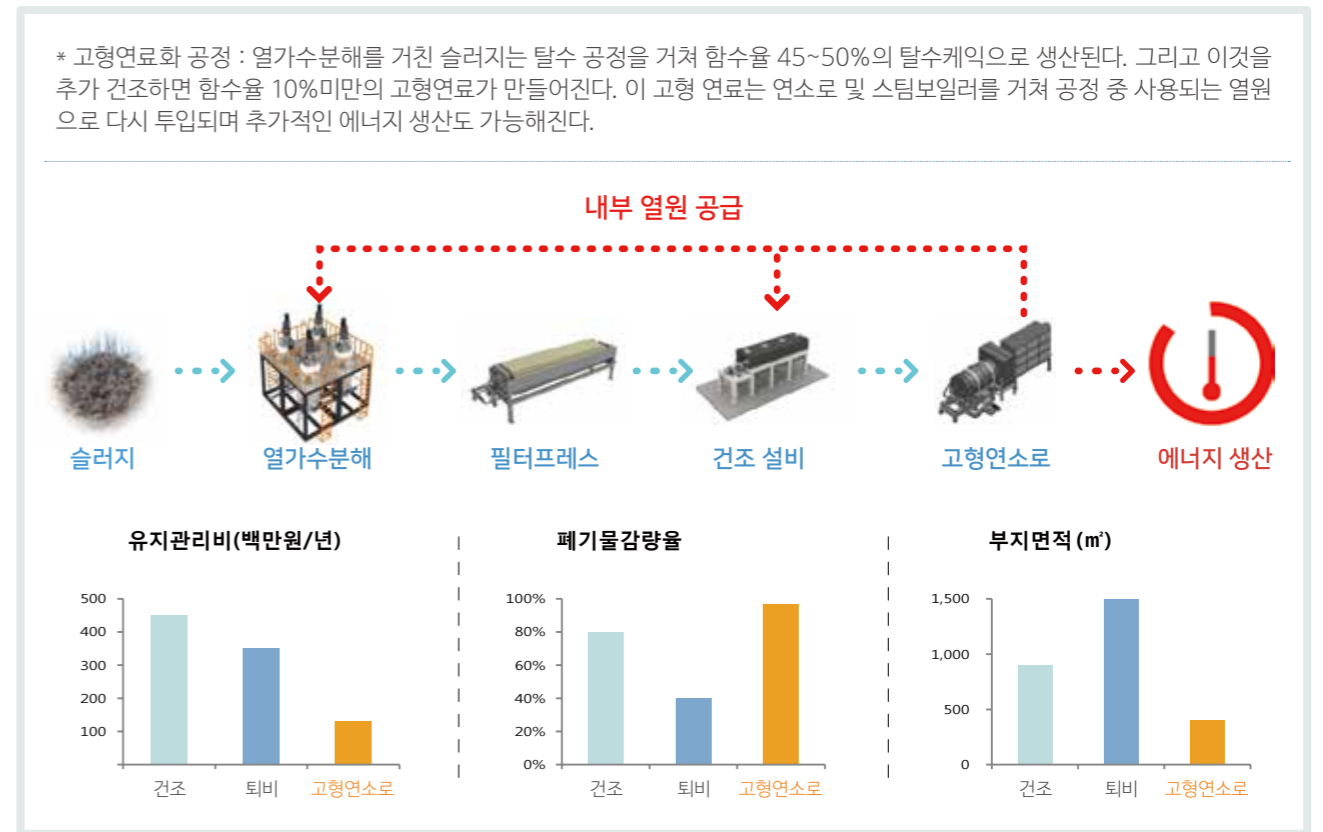 * 고형연료화 공정 : 열가수분해를 거친 슬러지는 탈수 공정을 거쳐 함수율 45~50%의 탈수케익으로 생산된다. 그리고 이것을
추가 건조하면 함수율 10%미만의 고형연료가 만들어진다. 이 고형 연료는 연소로 및 스팀보일러를 거쳐 공정 중 사용되는 열원
으로 다시 투입되며 추가적인 에너지 생산도 가능해진다.
내부 열원 공급
슬러지 열가수분해 필터프레스 건조 설비 고형연소로 에너지 생산
유지관리비(백만원/년)
500
400
300
200
100
건조 퇴비 고형연소로
폐기물감량율
100%
80%
60%
40%
20%
0%
건조 퇴비 고형연소로
부지면적(㎡)
1,500
1,000
500
0
건조 퇴비 고형연소로